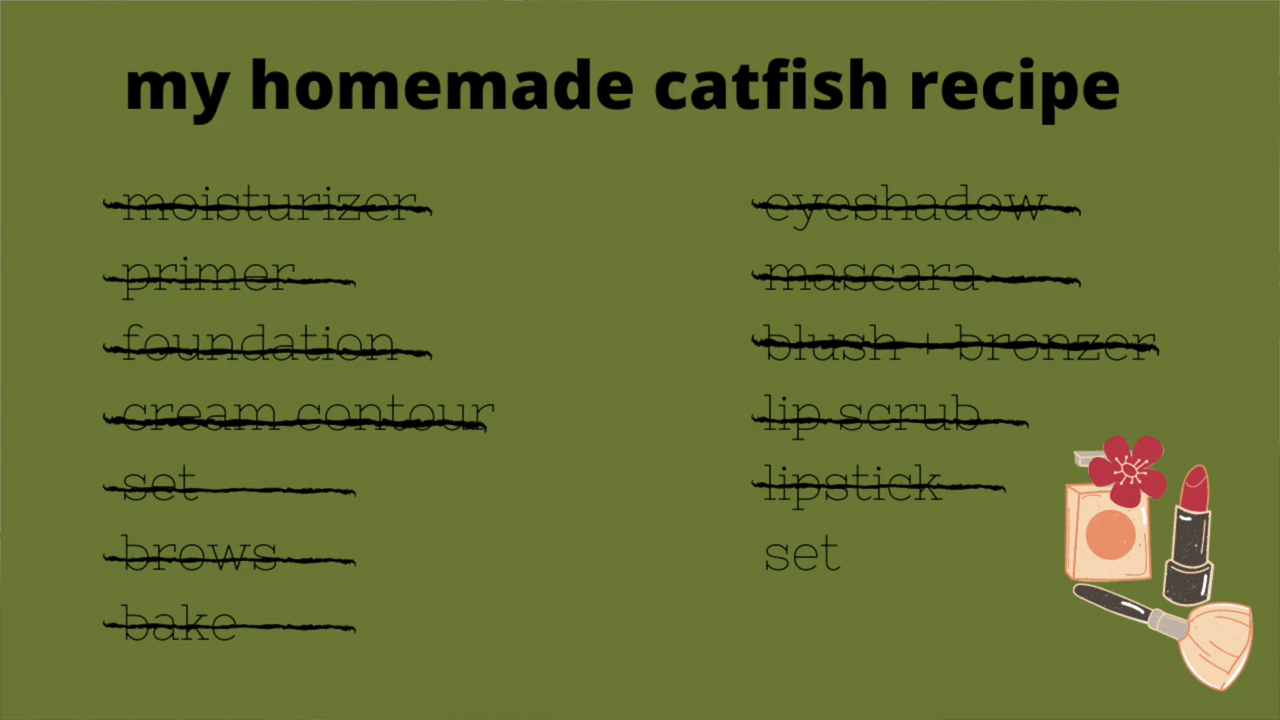 my homemade catfish recipe
moisturizer
primer
foundation
cream contour
set
brows
bake
eyeshadow
mascara
blush + bronzer
lip scrub
lipstick
set